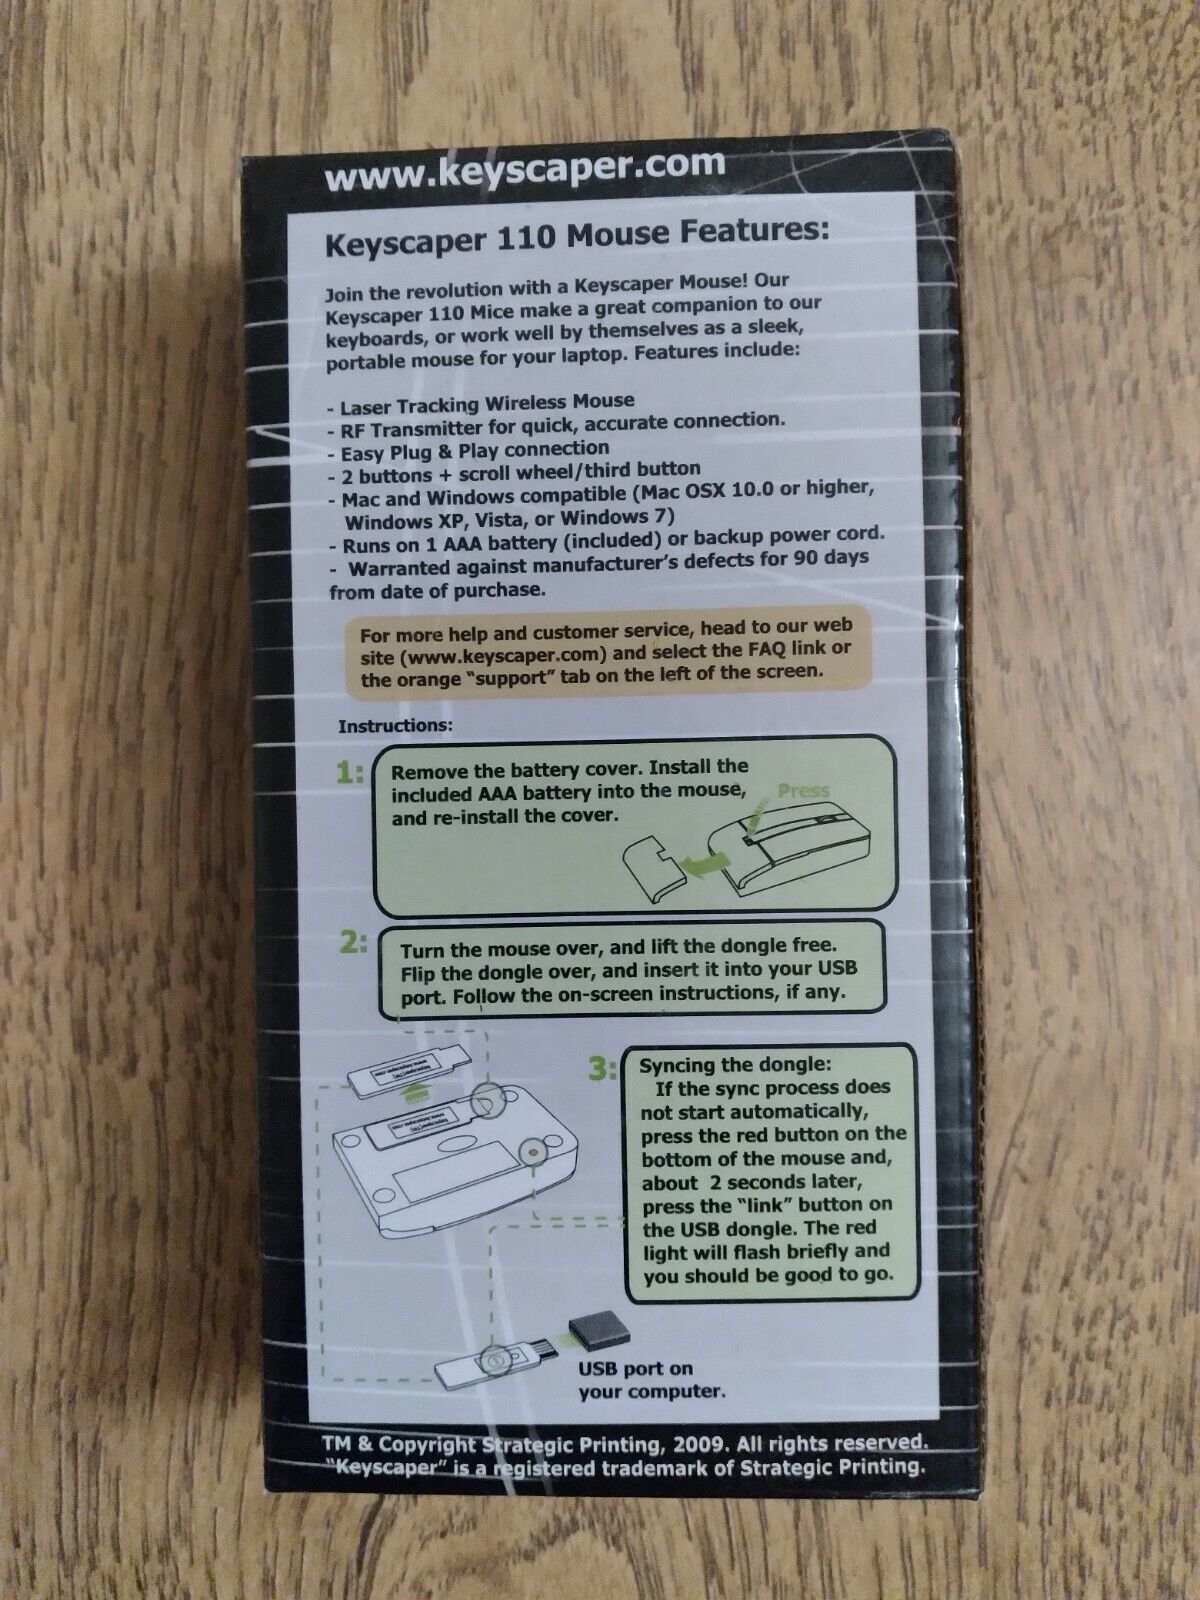 www.keyscaper.com
Keyscaper 110 Mouse Features:
Join the revolution with a Keyscaper Mouse! Our
Keyscaper 110 Mice make a great companion to our
keyboards, or work well by themselves as a sleek,
portable mouse for your laptop. Features include:
- Laser Tracking Wireless Mouse
- RF Transmitter for quick, accurate connection.
- Easy Plug & Play connection
- 2 buttons + scroll wheel/third button
- Mac and Windows compatible (Mac OSX 10.0 or higher,
Windows XP, Vista, or Windows 7)
- Runs on 1 AAA battery (included) or backup power cord.
- Warranted against manufacturer's defects for 90 days
from date of purchase.
For more help and customer service, head to our web
site (www.keyscaper.com) and select the FAQ link or
the orange "support" tab on the left of the screen.
Instructions:
1:
Remove the battery cover. Install the
included AAA battery into the mouse,
and re-install the cover.
Press
2:
Turn the mouse over, and lift the dongle free.
Flip the dongle over, and insert it into your USB
port. Follow the on-screen instructions, if any.
3:
Syncing the dongle:
If the sync process does
not start automatically,
press the red button on the
bottom of the mouse and,
about 2 seconds later,
press the "link" button on
the USB dongle. The red
light will flash briefly and
you should be good to go.
Keyscaper(TM)
www.keyscaper.com
Keyscaper(TM)
www.keyscaper.com
USB port on
your computer.
TM & Copyright Strategic Printing, 2009. All rights reserved.
"Keyscaper" is a registered trademark of Strategic Printing.